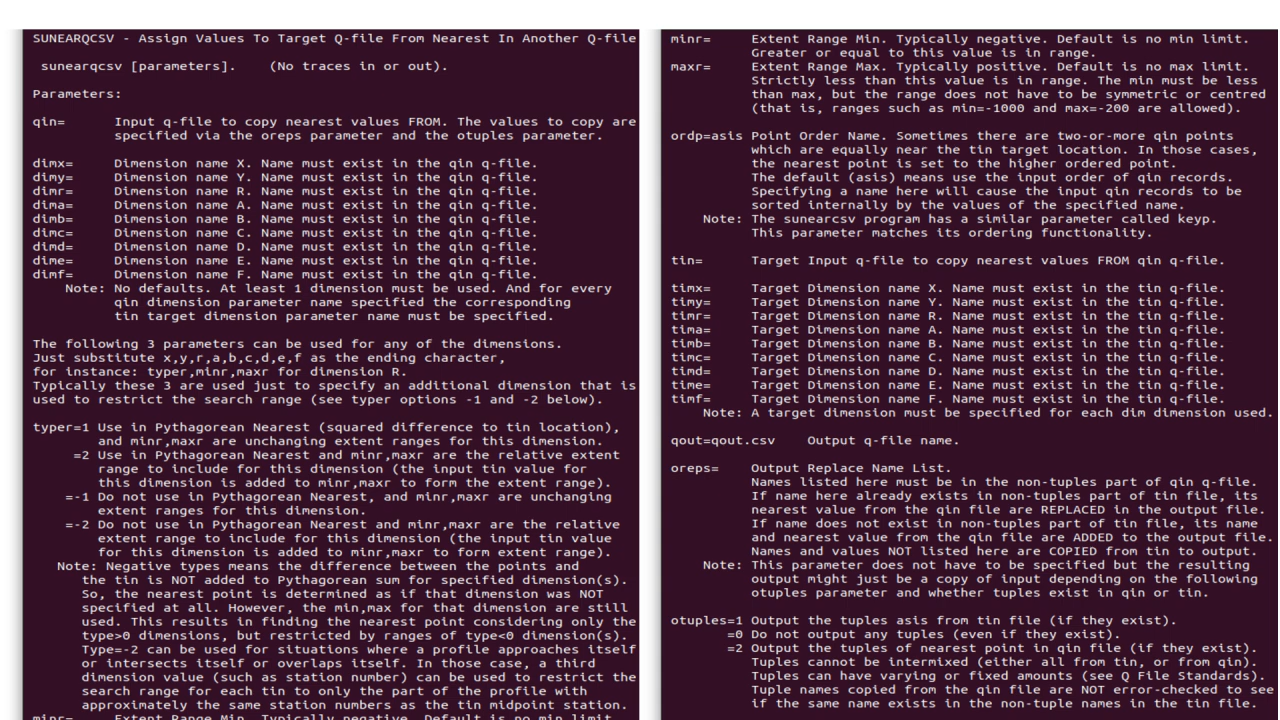 SUNEARQCSV - Assign Values To Target Q-file From Nearest In Another Q-file
sunearqcsv [parameters].    (No traces in or out).
Parameters:
qin=      Input q-file to copy nearest values FROM. The values to copy are
specified via the oreps parameter and the otuples parameter.
dimx=     Dimension name X. Name must exist in the qin q-file.
dimy=     Dimension name Y. Name must exist in the qin q-file.
dimr=     Dimension name R. Name must exist in the qin q-file.
dima=     Dimension name A. Name must exist in the qin q-file.
dimb=     Dimension name B. Name must exist in the qin q-file.
dimc=     Dimension name C. Name must exist in the qin q-file.
dimd=     Dimension name D. Name must exist in the qin q-file.
dime=     Dimension name E. Name must exist in the qin q-file.
dimf=     Dimension name F. Name must exist in the qin q-file.
Note: No defaults. At least 1 dimension must be used. And for every
qin dimension parameter name specified the corresponding
tin target dimension parameter name must be specified.
The following 3 parameters can be used for any of the dimensions.
Just substitute x,y,r,a,b,c,d,e,f as the ending character,
for instance: typer,minr,maxr for dimension R.
Typically these 3 are used just to specify an additional dimension that is
used to restrict the search range (see typer options -1 and -2 below).
typer=1 Use in Pythagorean Nearest (squared difference to tin location),
and minr,maxr are unchanging extent ranges for this dimension.
=2 Use in Pythagorean Nearest and minr,maxr are the relative extent
range to include for this dimension (the input tin value for
this dimension is added to minr,maxr to form the extent range).
=-1 Do not use in Pythagorean Nearest, and minr,maxr are unchanging
extent ranges for this dimension.
=-2 Do not use in Pythagorean Nearest and minr,maxr are the relative
extent range to include for this dimension (the input tin value
for this dimension is added to minr,maxr to form extent range).
Note: Negative types means the difference between the points and
the tin is NOT added to Pythagorean sum for specified dimension(s).
So, the nearest point is determined as if that dimension was NOT
specified at all. However, the min,max for that dimension are still
used. This results in finding the nearest point considering only the
type>0 dimensions, but restricted by ranges of type<0 dimension(s).
Type=-2 can be used for situations where a profile approaches itself
or intersects itself or overlaps itself. In those case, a third
dimension value (such as station number) can be used to restrict the
search range for each tin to only the part of the profile with
approximately the same station numbers as the tin midpoint station.
minr=     Extent Range Min. Typically negative. Default is no min limit.
minr=     Extent Range Min. Typically negative. Default is no min limit.
Greater or equal to this value is in range.
maxr=     Extent Range Max. Typically positive. Default is no max limit.
Strictly less than this value is in range. The min must be less
than max, but the range does not have to be symmetric or centred
(that is, ranges such as min=-1000 and max=-200 are allowed).
ordp=asis Point Order Name. Sometimes there are two-or-more qin points
which are equally near the tin target location. In those cases,
the nearest point is set to the higher ordered point.
The default (asis) means use the input order of qin records.
Specifying a name here will cause the input qin records to be
sorted internally by the values of the specified name.
Note: The sunearcsv program has a similar parameter called keyp.
This parameter matches its ordering functionality.
tin=      Target Input q-file to copy nearest values FROM qin q-file.
timx=     Target Dimension name X. Name must exist in the tin q-file.
timy=     Target Dimension name Y. Name must exist in the tin q-file.
timr=     Target Dimension name R. Name must exist in the tin q-file.
tima=     Target Dimension name A. Name must exist in the tin q-file.
timb=     Target Dimension name B. Name must exist in the tin q-file.
timc=     Target Dimension name C. Name must exist in the tin q-file.
timd=     Target Dimension name D. Name must exist in the tin q-file.
time=     Target Dimension name E. Name must exist in the tin q-file.
timf=     Target Dimension name F. Name must exist in the tin q-file.
Note: A target dimension must be specified for each dim dimension used.
qout=qout.csv    Output q-file name.
oreps=    Output Replace Name List.
Names listed here must be in the non-tuples part of qin q-file.
If name here already exists in non-tuples part of tin file, its
nearest value from the qin file are REPLACED in the output file.
If name does not exist in non-tuples part of tin file, its name
and nearest value from the qin file are ADDED to the output file.
Names and values NOT listed here are COPIED from tin to output.
Note: This parameter does not have to be specified but the resulting
output might just be a copy of input depending on the following
otuples parameter and whether tuples exist in qin or tin.
otuples=1 Output the tuples asis from tin file (if they exist).
=0 Do not output any tuples (even if they exist).
=2 Output the tuples of nearest point in qin file (if they exist).
Tuples cannot be intermixed (either all from tin, or from qin).
Tuples can have varying or fixed amounts (see Q File Standards).
Tuple names copied from the qin file are NOT error-checked to see
if the same name exists in the non-tuple names in the tin file.